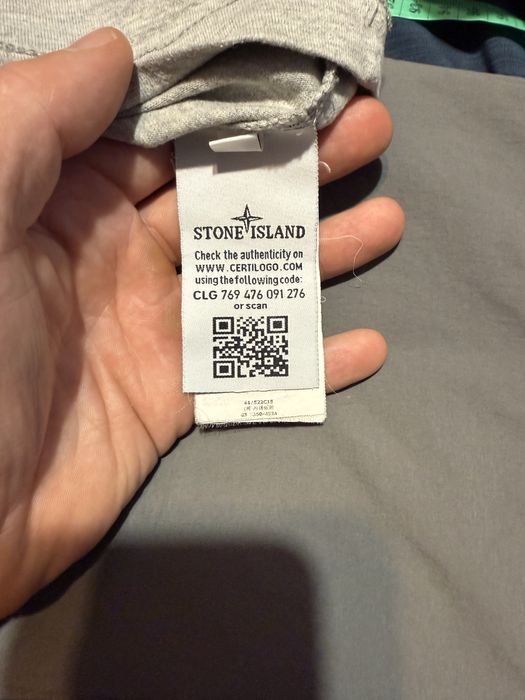 STONE ISLAND
Check the authenticity on
WWW.CERTILOGO.COM
using the following code:
CLG 769 476 091 276
or scan